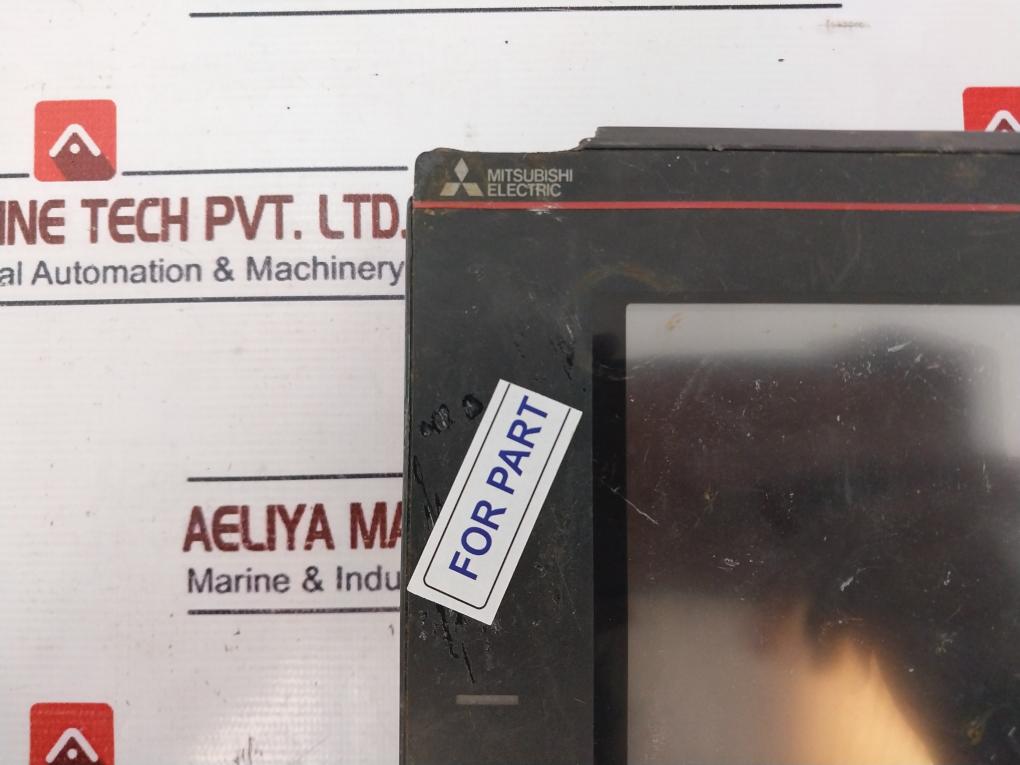 INE TECH PVT. LTD.
al Automation & Machinery
MITSUBISHI
ELECTRIC
FOR PART
AELIYA MA
Marine & Indu